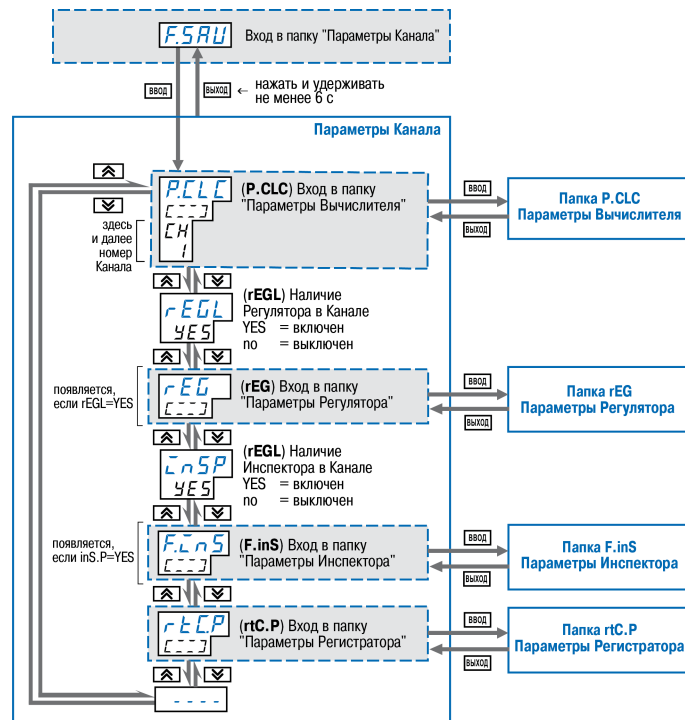 F.SAU Вход в папку "Параметры Канала"
ВВОД
ВЫХОД ← нажать и удерживать
не менее 6 с
Параметры Канала
P.CLC
[---]
CH
1
(P.CLC) Вход в папку
"Параметры Вычислителя"
здесь
и далее
номер
Канала
ВВОД
ВЫХОД
Папка P.CLC
Параметры Вычислителя
rEGL
YES
(rEGL) Наличие
Регулятора в Канале
YES = включен
no = выключен
появляется,
если rEGL=YES
rEG
[---]
(rEG) Вход в папку
"Параметры Регулятора"
ВВОД
ВЫХОД
Папка rEG
Параметры Регулятора
inSP
YES
(rEGL) Наличие
Инспектора в Канале
YES = включен
no = выключен
появляется,
если inS.P=YES
F.inS
[---]
(F.inS) Вход в папку
"Параметры Инспектора"
ВВОД
ВЫХОД
Папка F.inS
Параметры Инспектора
rtC.P
[---]
(rtC.P) Вход в папку
"Параметры Регистратора"
ВВОД
ВЫХОД
Папка rtC.P
Параметры Регистратора
----